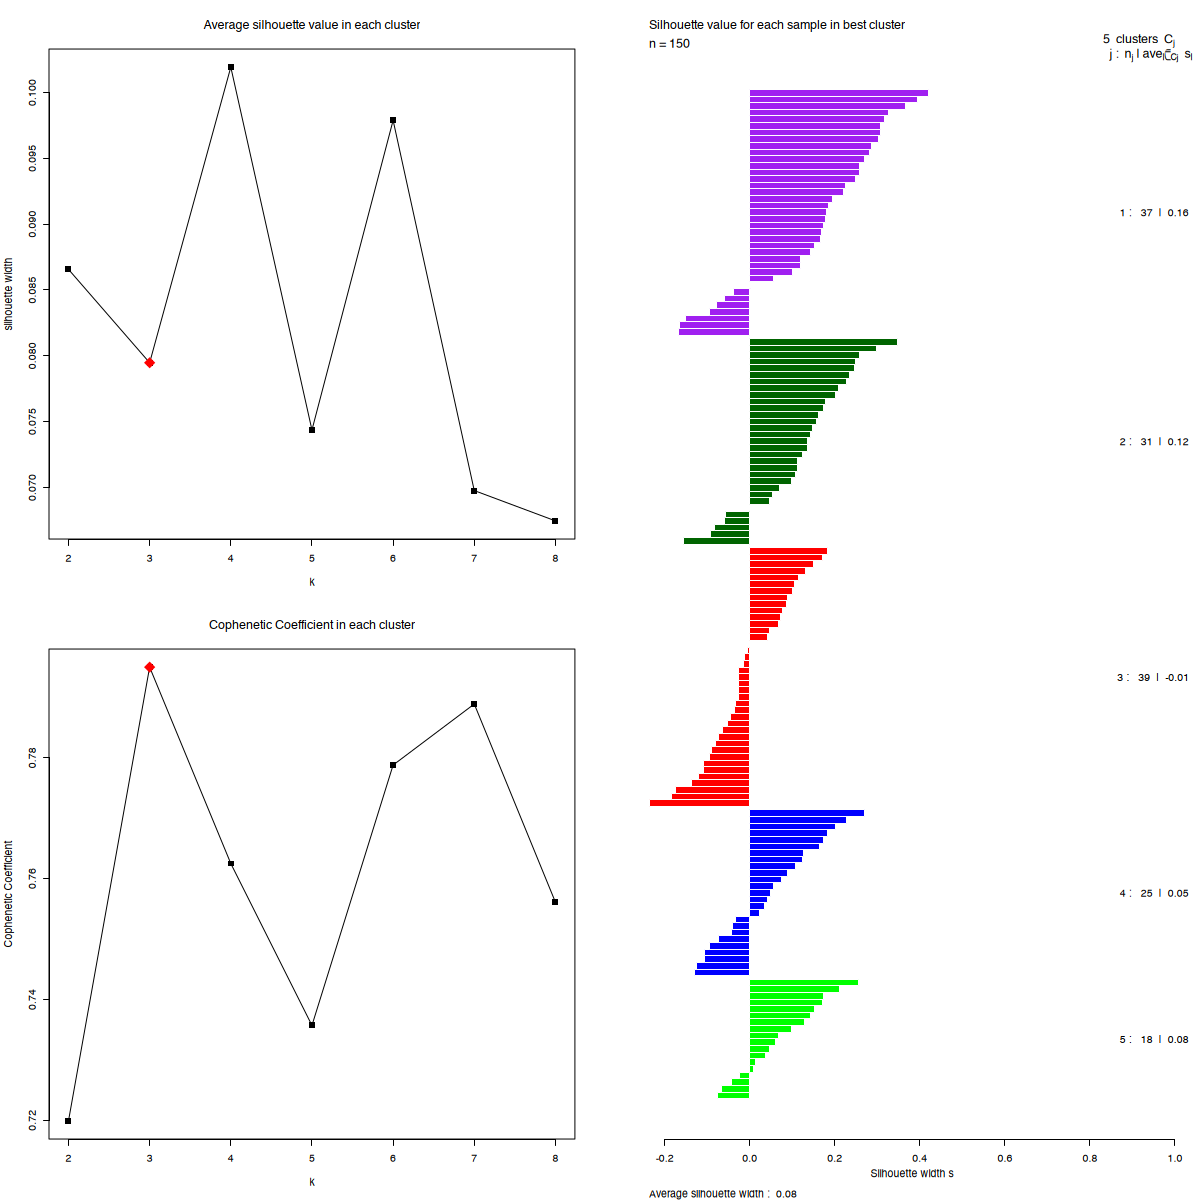 Average silhouette value in each cluster
silhouette width
0.100
0.095
0.090
0.085
0.080
0.075
0.070
2 3 4 5 6 7 8
k
Cophenetic Coefficient in each cluster
Cophenetic Coefficient
0.78
0.76
0.74
0.72
2 3 4 5 6 7 8
k
Silhouette value for each sample in best cluster
n = 150
5 clusters Cj
j : nj | ave
1 : 37 | 0.16
2 : 31 | 0.12
3 : 39 | -0.01
4 : 25 | 0.05
5 : 18 | 0.08
-0.2 0.0 0.2 0.4 0.6 0.8 1.0
Silhouette width s
Average silhouette width : 0.08